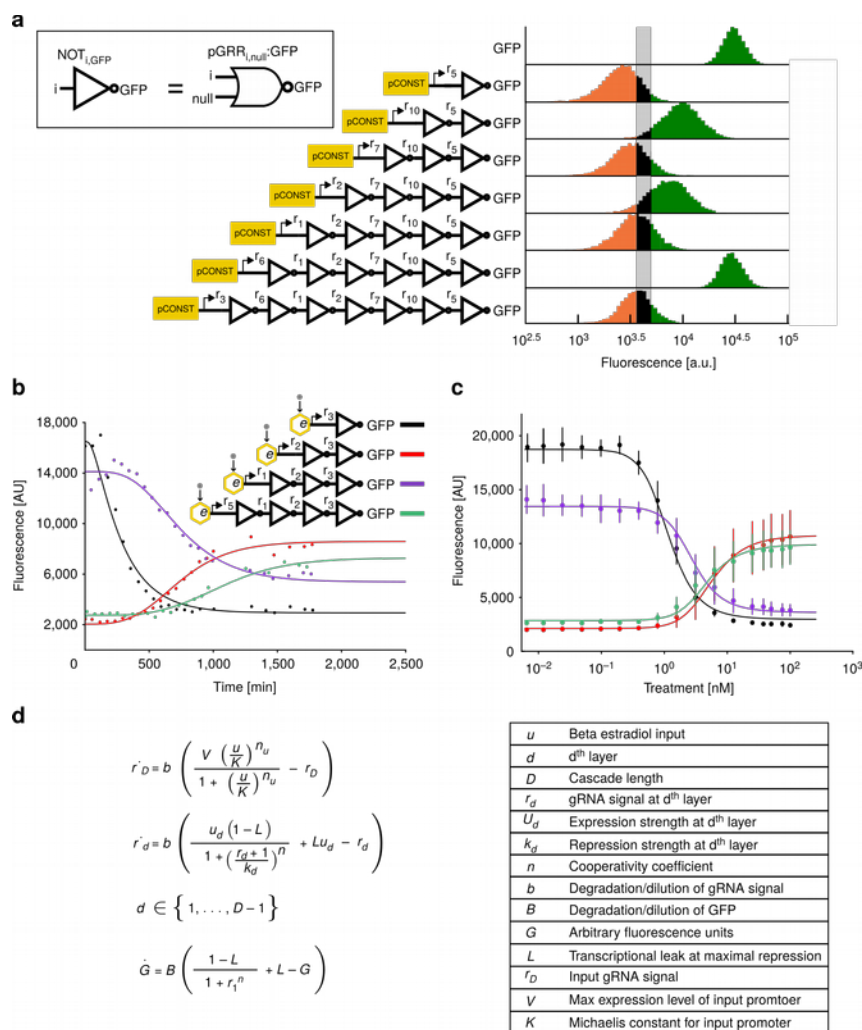 a
NOT i,GFP
i GFP
=
pGRR i,null:GFP
i
null
GFP
GFP
pCONST r5 GFP
pCONST r10 r5 GFP
pCONST r7 r10 r5 GFP
pCONST r2 r7 r10 r5 GFP
pCONST r1 r2 r7 r10 r5 GFP
pCONST r6 r1 r2 r7 r10 r5 GFP
pCONST r3 r6 r1 r2 r7 r10 r5 GFP
10^2.5 10^3 10^3.5 10^4 10^4.5 10^5
Fluorescence [a.u.]
b
18,000
14,000
10,000
6,000
2,000
Fluorescence [AU]
e r3 GFP
e r2 r3 GFP
e r1 r2 r3 GFP
e r5 r1 r2 r3 GFP
0 500 1,000 1,500 2,000 2,500
Time [min]
c
20,000
15,000
10,000
5,000
0
Fluorescence [AU]
10^−2 10^−1 10^0 10^1 10^2 10^3
Treatment [nM]
d
r˙D = b ( V (u/K)^nu / 1 + (u/K)^nu − rD )
r˙d = b ( ud (1 − L) / 1 + (rd + 1/kd)^n + Lud − rd )
d ∈ { 1, . . . , D − 1 }
Ġ = B ( 1 − L / 1 + r1^n + L − G )
u Beta estradiol input
d dth layer
D Cascade length
rd gRNA signal at dth layer
Ud Expression strength at dth layer
kd Repression strength at dth layer
n Cooperativity coefficient
b Degradation/dilution of gRNA signal
B Degradation/dilution of GFP
G Arbitrary fluorescence units
L Transcriptional leak at maximal repression
rD Input gRNA signal
V Max expression level of input promtoer
K Michaelis constant for input promoter